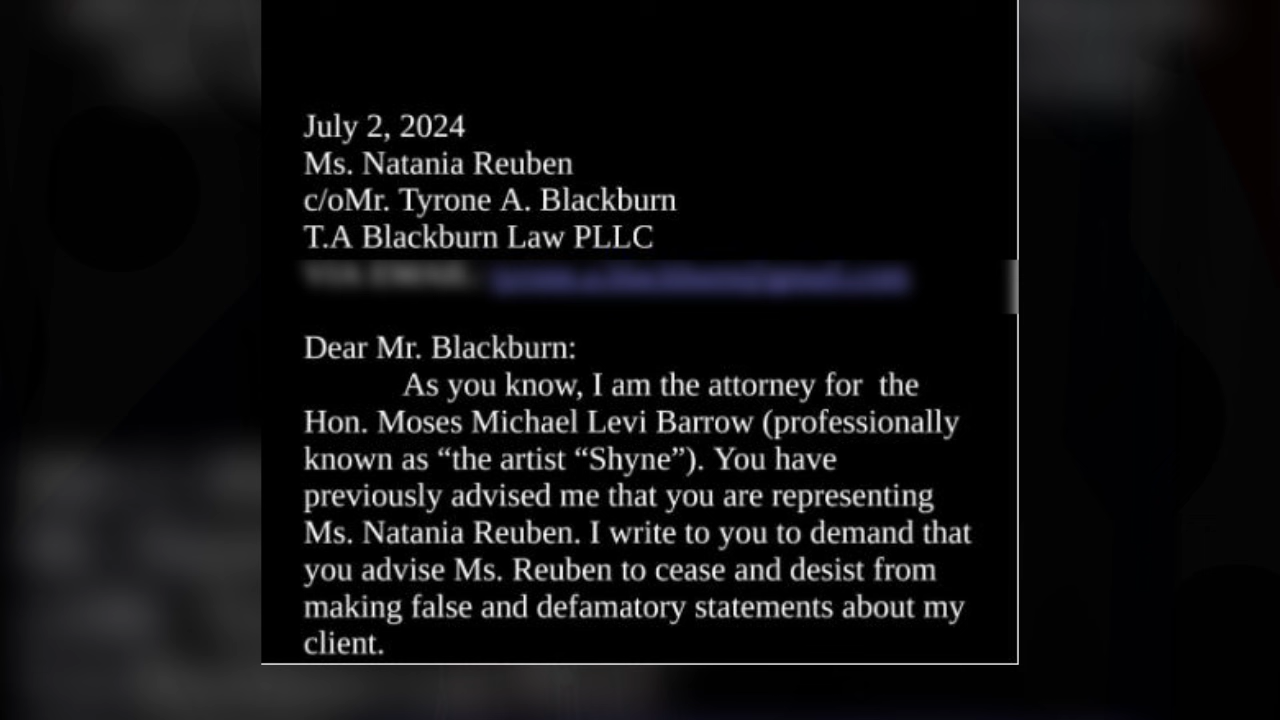 July 2, 2024
Ms. Natania Reuben
c/oMr. Tyrone A. Blackburn
T.A Blackburn Law PLLC
Dear Mr. Blackburn:
As you know, I am the attorney for  the
Hon. Moses Michael Levi Barrow (professionally
known as “the artist “Shyne”). You have
previously advised me that you are representing
Ms. Natania Reuben. I write to you to demand that
you advise Ms. Reuben to cease and desist from
making false and defamatory statements about my
client.